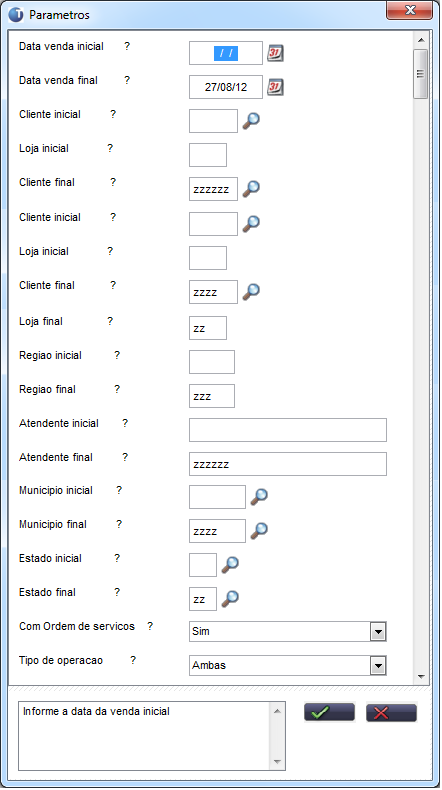 Parametros
Data venda inicial ? / /
Data venda final ? 27/08/12
Cliente inicial ?
Loja inicial ?
Cliente final ? zzzzzz
Cliente inicial ?
Loja inicial ?
Cliente final ? zzzz
Loja final ? zz
Regiao inicial ?
Regiao final ? zzz
Atendente inicial ?
Atendente final ? zzzzzz
Municipio inicial ?
Municipio final ? zzzz
Estado inicial ?
Estado final ? zz
Com Ordem de servicos ? Sim
Tipo de operacao ? Ambas
Informe a data da venda inicial